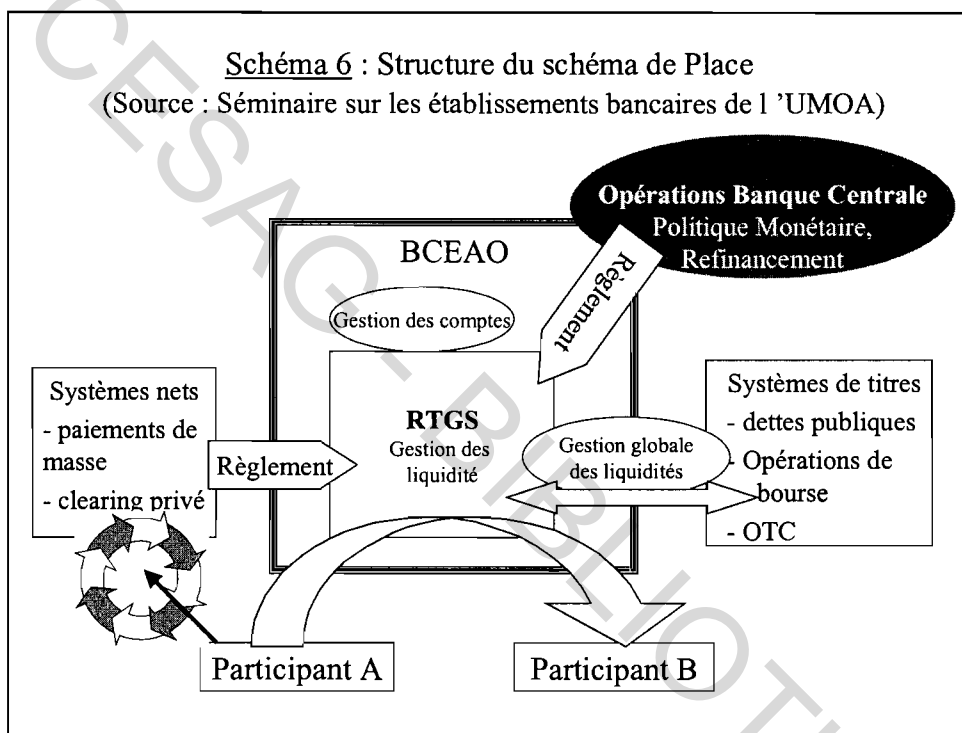 Schéma 6 : Structure du schéma de Place
(Source : Séminaire sur les établissements bancaires de l ’UMOA)
Opérations Banque Centrale
Politique Monétaire,
Refinancement
BCEAO
Règlement
Gestion des comptes
Systèmes nets
- paiements de
masse
- clearing privé
Règlement
RTGS
Gestion des
liquidité
Gestion globale
des liquidités
Systèmes de titres
- dettes publiques
- Opérations de
bourse
- OTC
Participant A
Participant B
CESAG - BIBLIOT